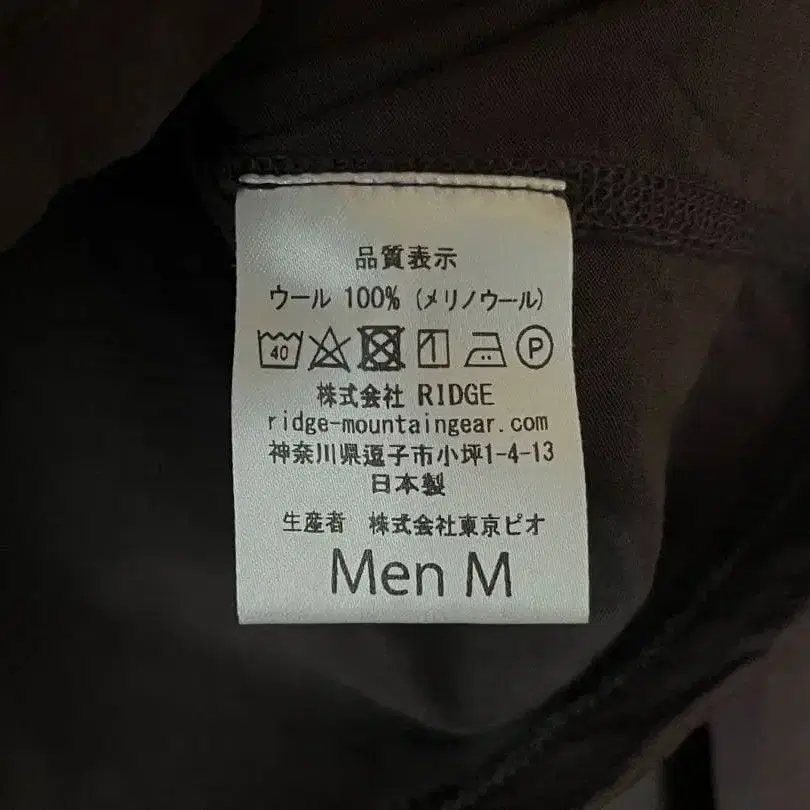 品質表示
ウール 100% (メリノウール)
40 P
株式会社 RIDGE
ridge-mountaingear.com
神奈川県逗子市小坪1-4-13
日本製
生産者 株式会社東京ピオ
Men M